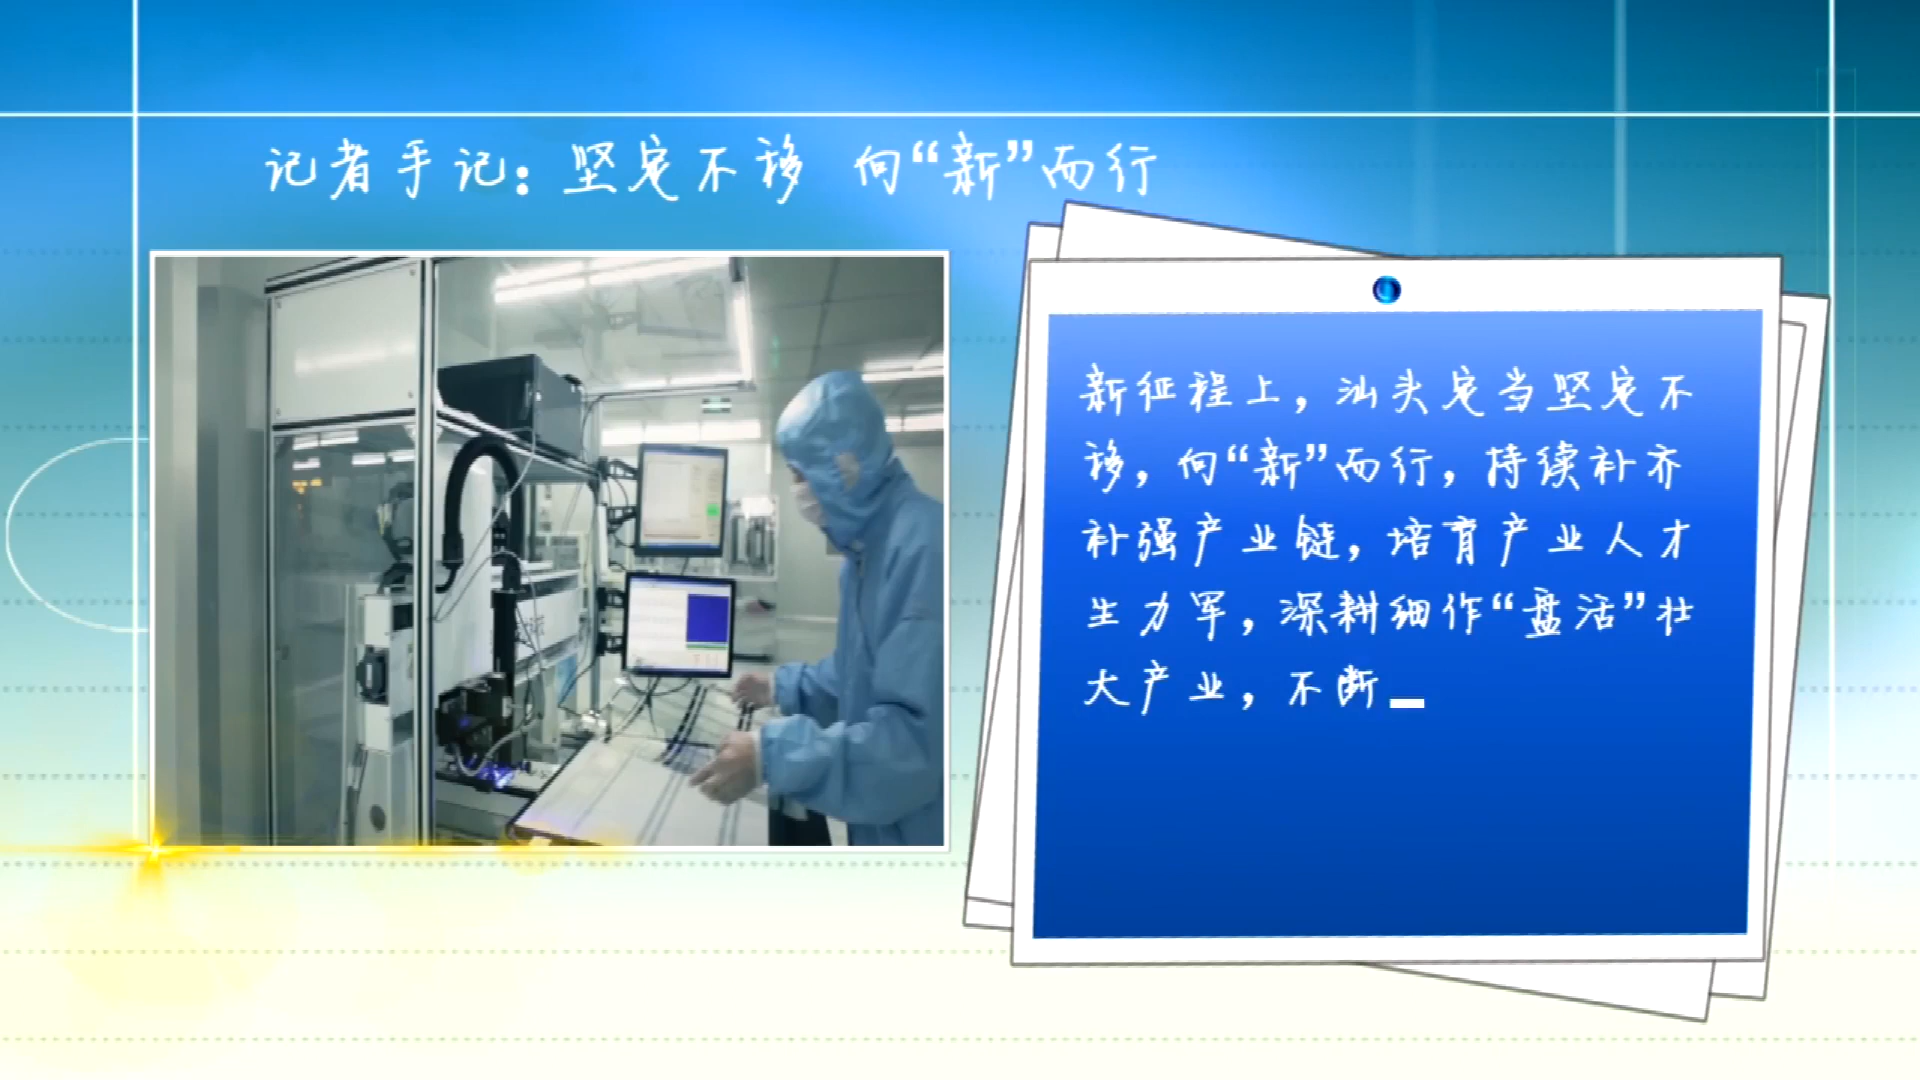 记者手记：坚定不移 向“新”而行
新征程上，汕头定当坚定不
移，向“新”而行，持续补齐
补强产业链，培育产业人才
生力军，深耕细作“盘活”壮
大产业，不断